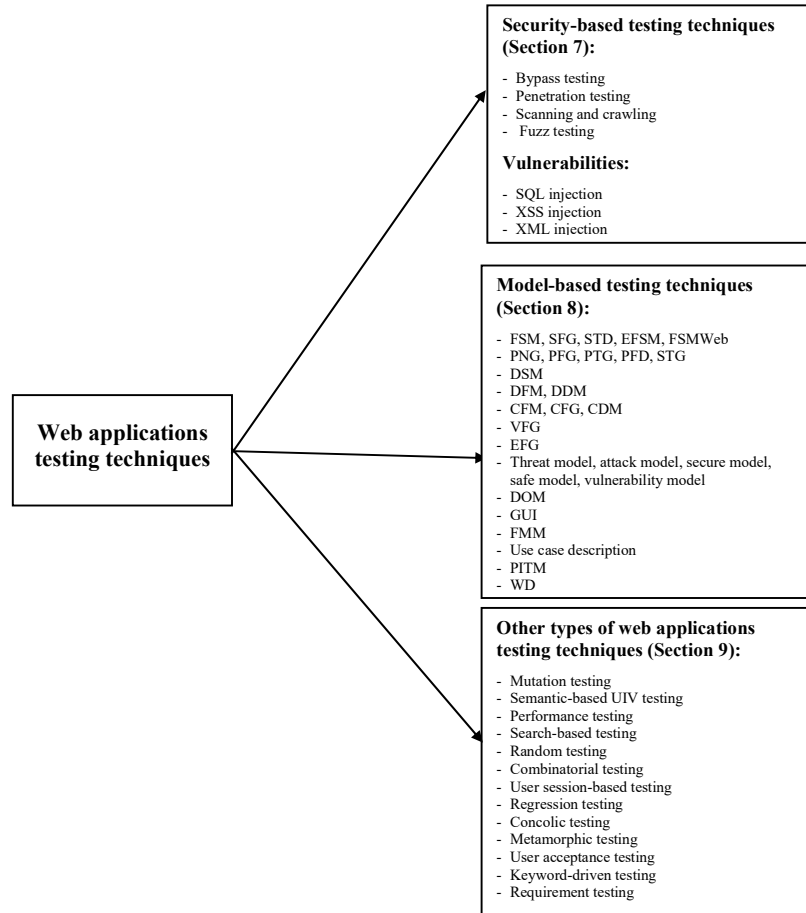 Web applications
testing techniques
Security-based testing techniques
(Section 7):
- Bypass testing
- Penetration testing
- Scanning and crawling
- Fuzz testing
Vulnerabilities:
- SQL injection
- XSS injection
- XML injection
Model-based testing techniques
(Section 8):
- FSM, SFG, STD, EFSM, FSMWeb
- PNG, PFG, PTG, PFD, STG
- DSM
- DFM, DDM
- CFM, CFG, CDM
- VFG
- EFG
- Threat model, attack model, secure model,
safe model, vulnerability model
- DOM
- GUI
- FMM
- Use case description
- PITM
- WD
Other types of web applications
testing techniques (Section 9):
- Mutation testing
- Semantic-based UIV testing
- Performance testing
- Search-based testing
- Random testing
- Combinatorial testing
- User session-based testing
- Regression testing
- Concolic testing
- Metamorphic testing
- User acceptance testing
- Keyword-driven testing
- Requirement testing